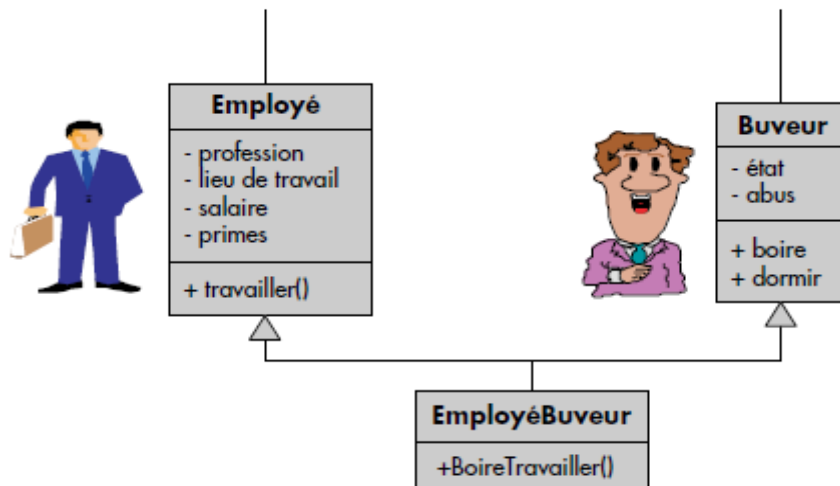 Employé
- profession
- lieu de travail
- salaire
- primes
+ travailler()
Buveur
- état
- abus
+ boire
+ dormir
EmployéBuveur
+BoireTravailler()